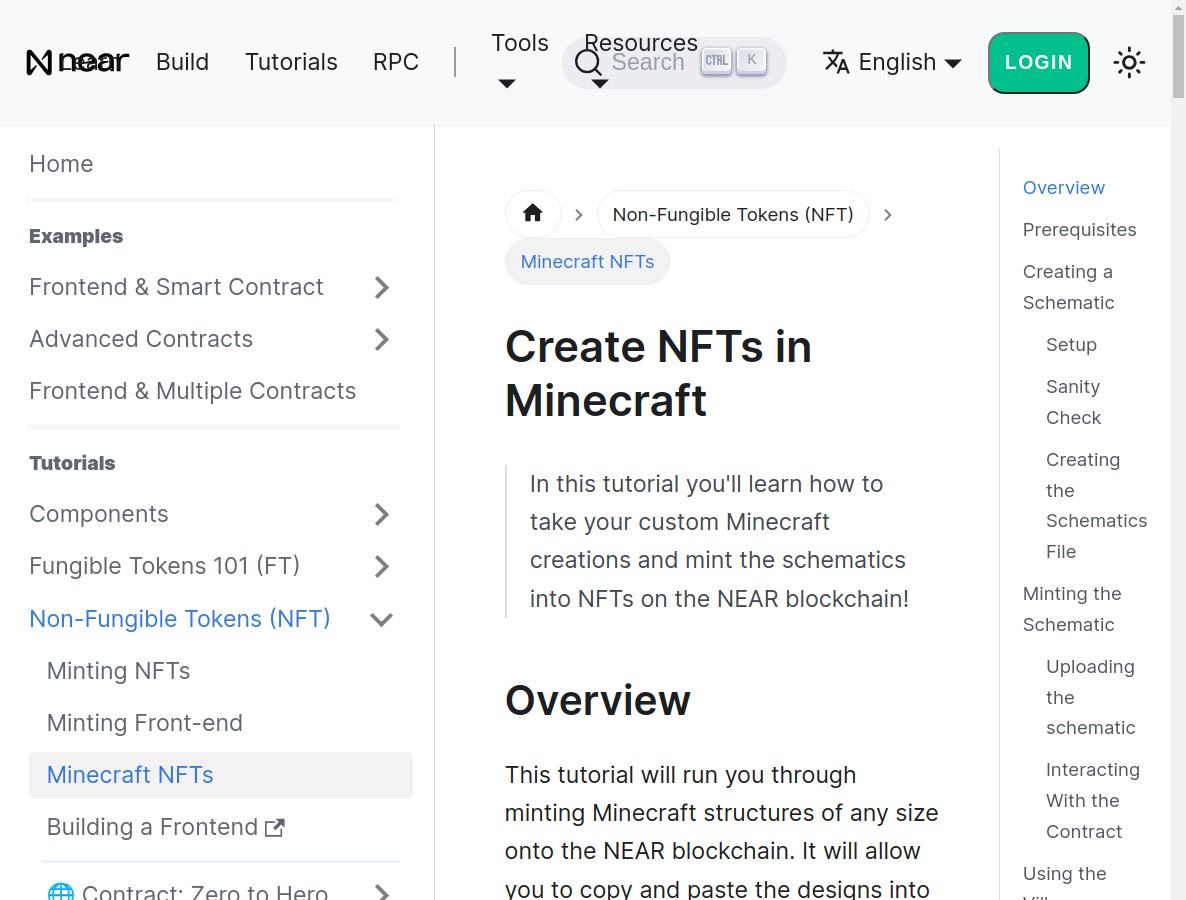 near
Learn
Build
Tutorials
RPC
Tools
Resources
Search
CTRL
K
English
LOGIN
Home
Examples
Frontend & Smart Contract
Advanced Contracts
Frontend & Multiple Contracts
Tutorials
Components
Fungible Tokens 101 (FT)
Non-Fungible Tokens (NFT)
Minting NFTs
Minting Front-end
Minecraft NFTs
Building a Frontend
🌐 Contract: Zero to Hero
Non-Fungible Tokens (NFT)
Minecraft NFTs
Create NFTs in
Minecraft
In this tutorial you'll learn how to
take your custom Minecraft
creations and mint the schematics
into NFTs on the NEAR blockchain!
Overview
This tutorial will run you through
minting Minecraft structures of any size
onto the NEAR blockchain. It will allow
you to copy and paste the designs into
Overview
Prerequisites
Creating a
Schematic
Setup
Sanity
Check
Creating
the
Schematics
File
Minting the
Schematic
Uploading
the
schematic
Interacting
With the
Contract
Using the